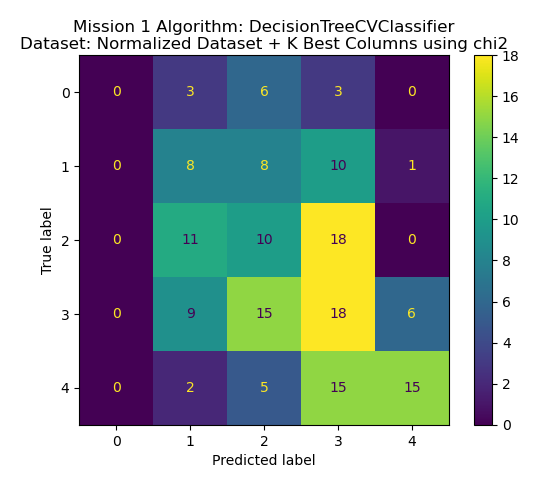 Mission 1 Algorithm: DecisionTreeCVClassifier
Dataset: Normalized Dataset + K Best Columns using chi2
True label
0 0 3 6 3 0
1 0 8 8 10 1
2 0 11 10 18 0
3 0 9 15 18 6
4 0 2 5 15 15
0 1 2 3 4
Predicted label
18
16
14
12
10
8
6
4
2
0